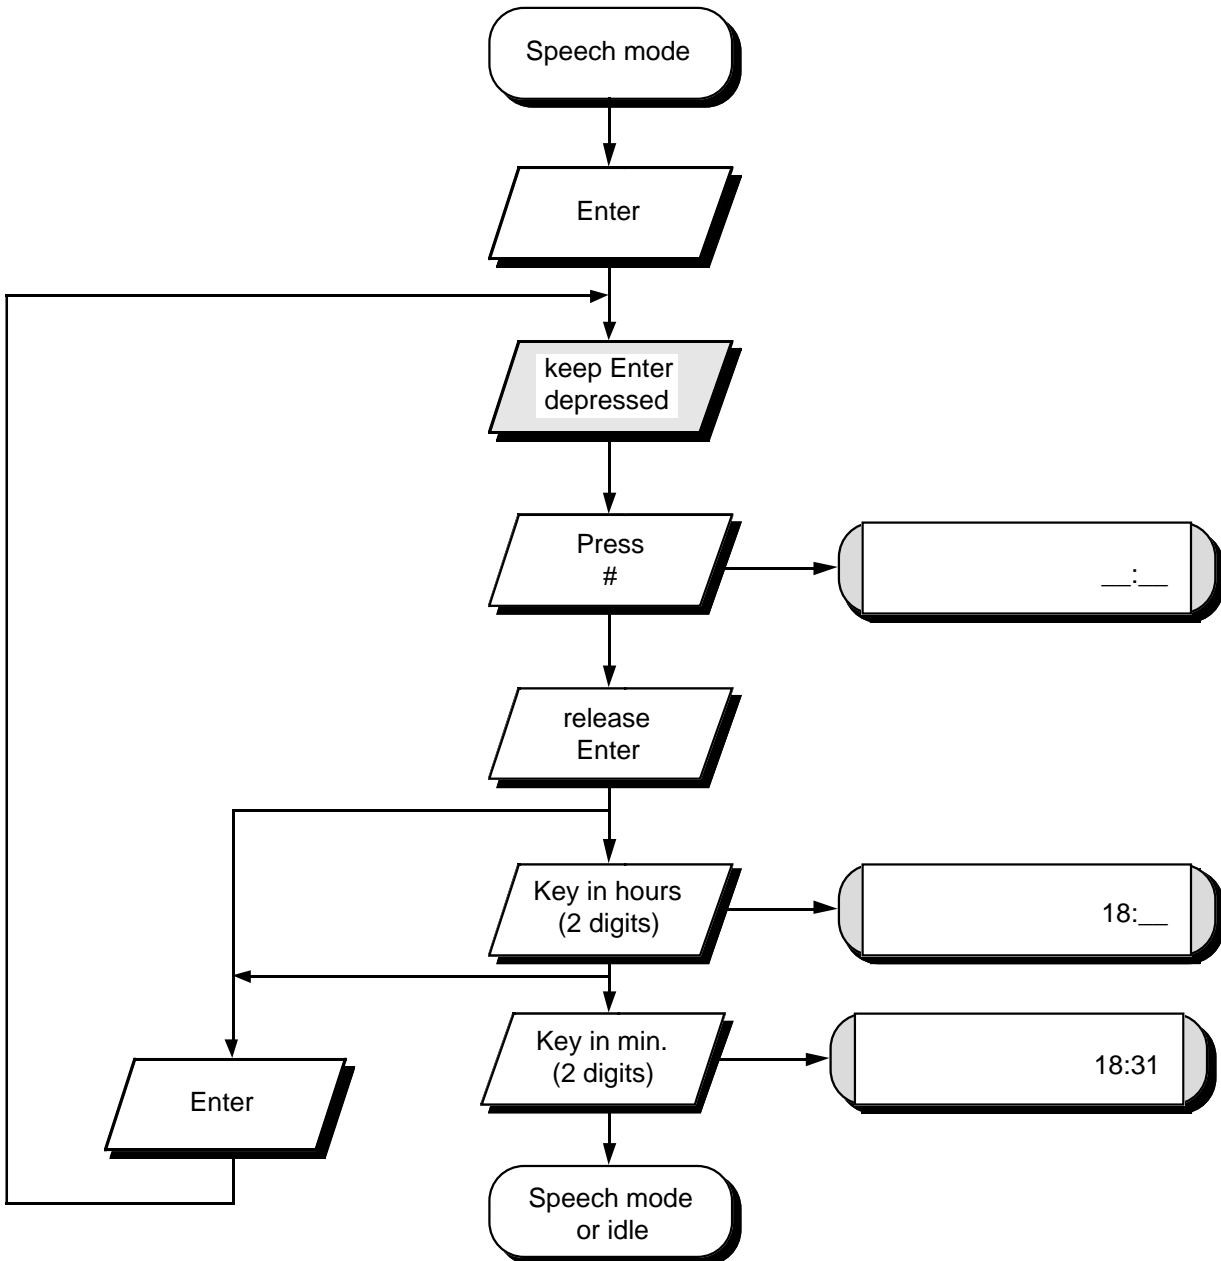 Speech mode
Enter
keep Enter
depressed
Press
#
__:__
release
Enter
Key in hours
(2 digits)
18:__
Key in min.
(2 digits)
18:31
Enter
Speech mode
or idle